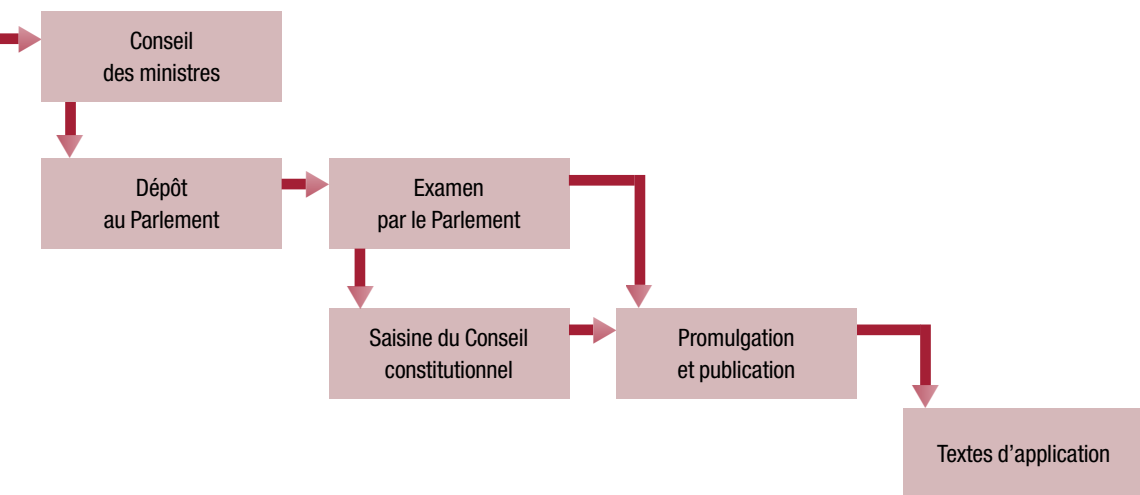 Conseil
des ministres
Dépôt
au Parlement
Examen
par le Parlement
Saisine du Conseil
constitutionnel
Promulgation
et publication
Textes d'application